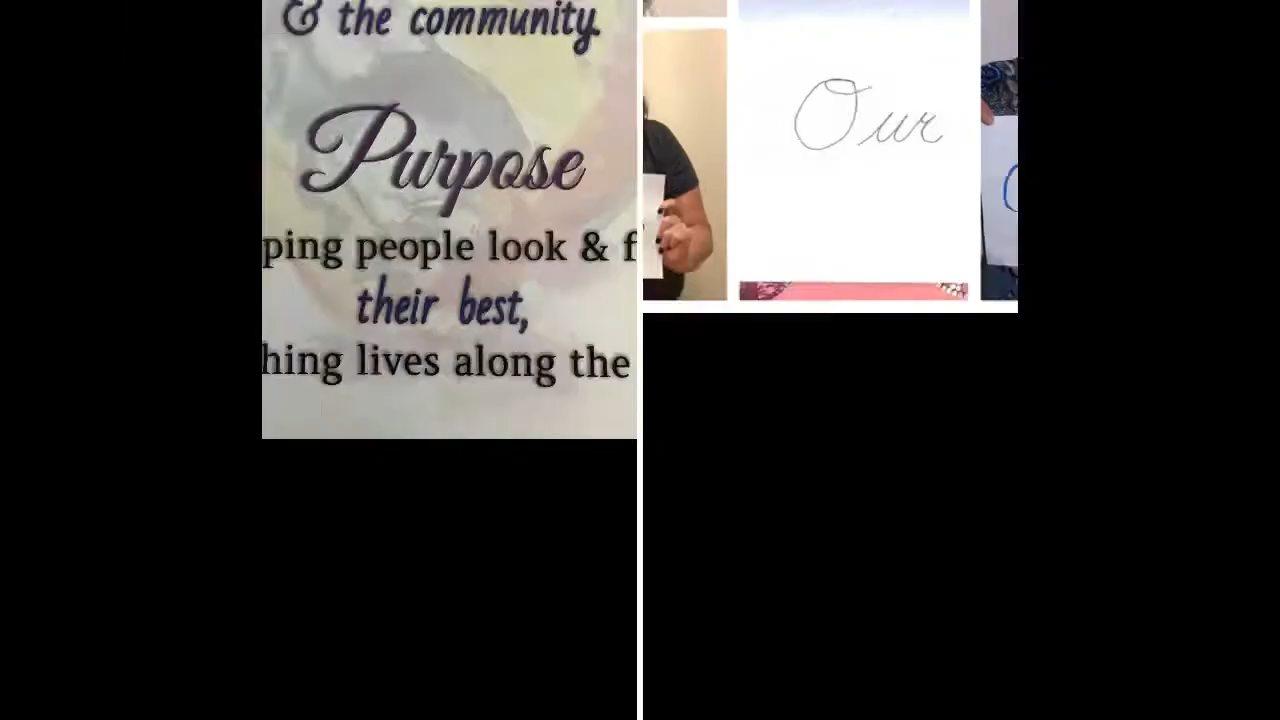 & the community.
Purpose
ping people look & f
their best,
hing lives along the
Our